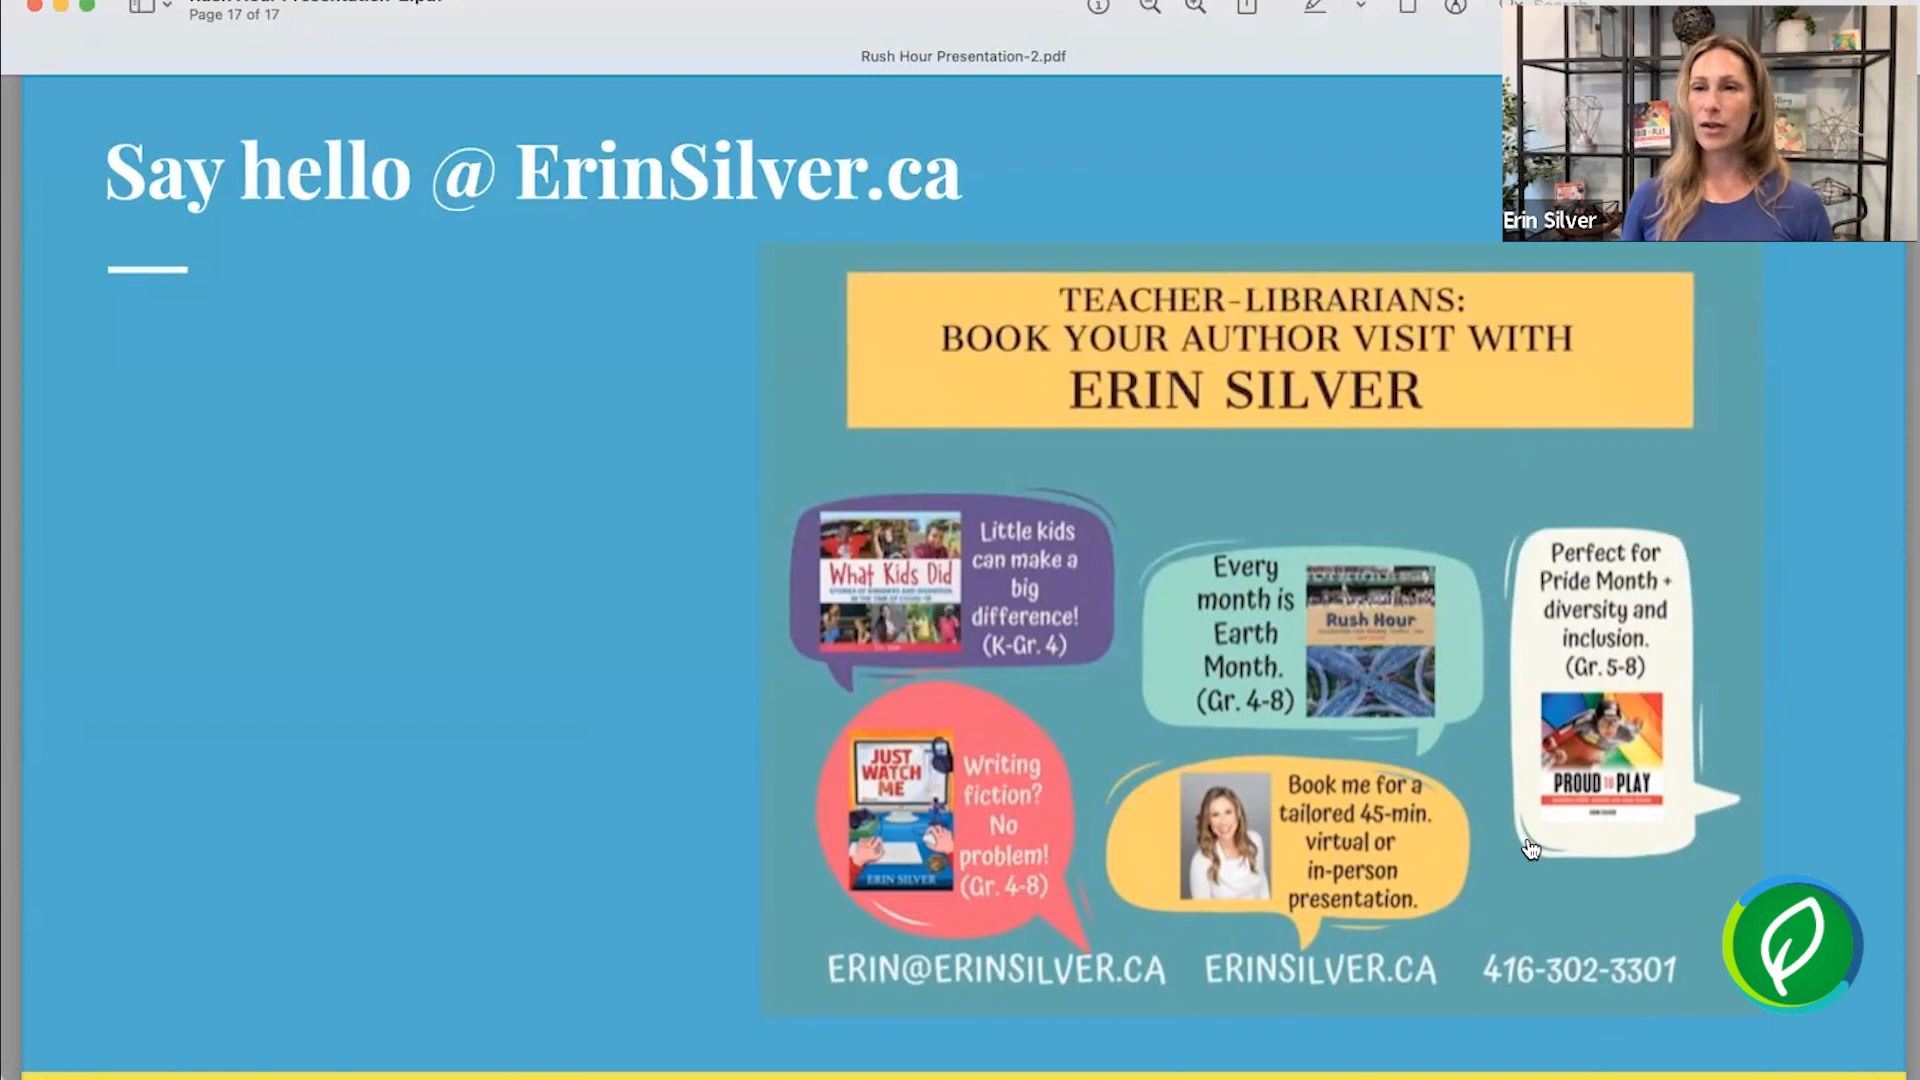 Page 17 of 17
Rush Hour Presentation-2.pdf
Search
Erin Silver
Say hello @ ErinSilver.ca
TEACHER-LIBRARIANS:
BOOK YOUR AUTHOR VISIT WITH
ERIN SILVER
What Kids Did
Little kids
can make a
big
difference!
(K-Gr. 4)
Every
month is
Earth
Month.
(Gr. 4-8)
Rush Hour
Perfect for
Pride Month +
diversity and
inclusion.
(Gr. 5-8)
PROUD TO PLAY
JUST
WATCH
ME
ERIN SILVER
Writing
fiction?
No
problem!
(Gr. 4-8)
Book me for a
tailored 45-min.
virtual or
in-person
presentation.
ERIN@ERINSILVER.CA
ERINSILVER.CA
416-302-3301